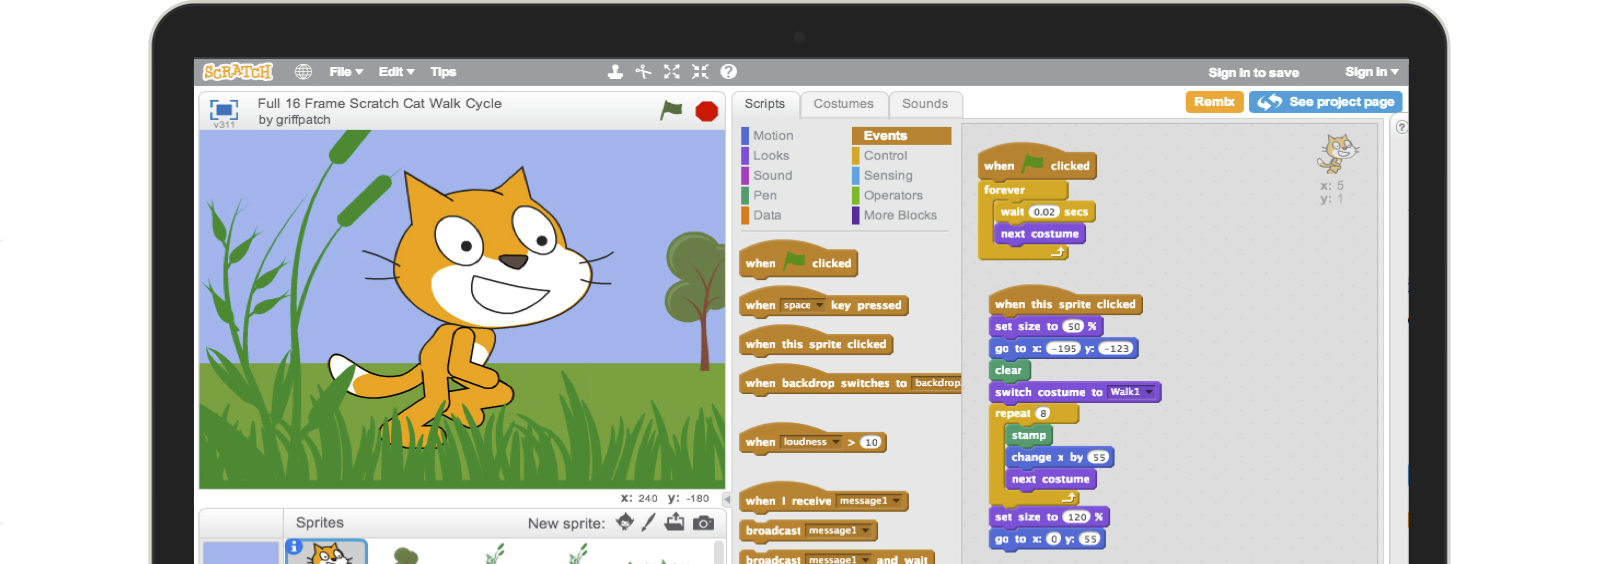 SCRATCH File Edit Tips Sign in to save Sign in
v311
Full 16 Frame Scratch Cat Walk Cycle
by griffpatch
x: 240 y: -180
Sprites New sprite:
Scripts Costumes Sounds
Remix See project page
?
Motion Events
Looks Control
Sound Sensing
Pen Operators
Data More Blocks
when clicked
when space key pressed
when this sprite clicked
when backdrop switches to backdrop
when loudness > 10
when I receive message1
broadcast message1
broadcast message1 and wait
x: 5
y: 1
when clicked
forever
wait 0.02 secs
next costume
when this sprite clicked
set size to 50 %
go to x: -195 y: -123
clear
switch costume to Walk1
repeat 8
stamp
change x by 55
next costume
set size to 120 %
go to x: 0 y: 55